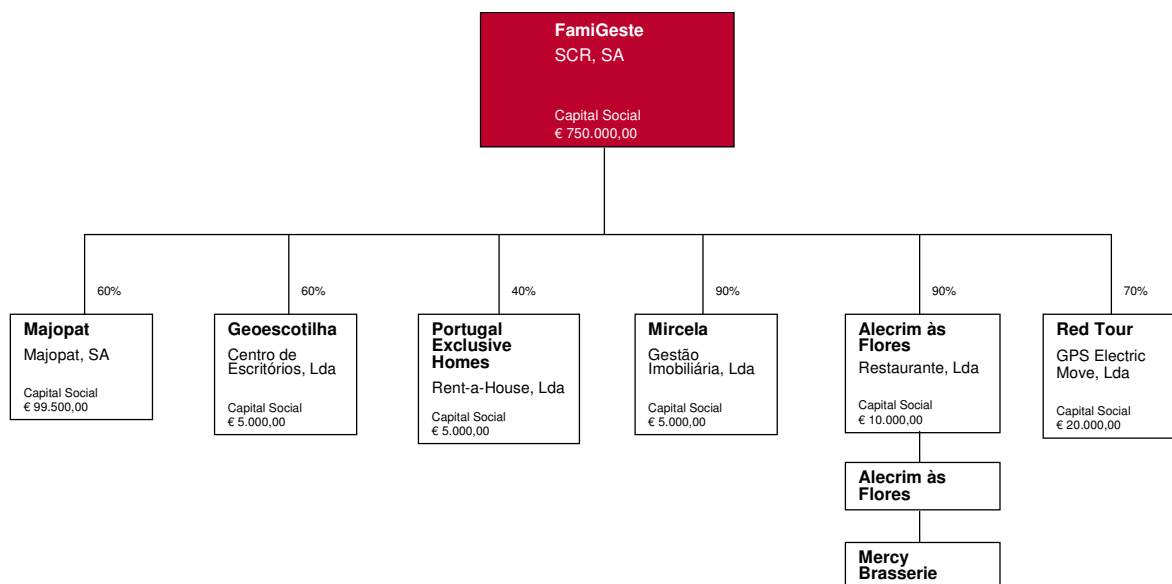 FamiGeste
SCR, SA
Capital Social
€ 750.000,00
60%
60%
40%
90%
90%
70%
Majopat
Majopat, SA
Capital Social
€ 99.500,00
Geoescotilha
Centro de
Escritórios, Lda
Capital Social
€ 5.000,00
Portugal
Exclusive
Homes
Rent-a-House, Lda
Capital Social
€ 5.000,00
Mircela
Gestão
Imobiliária, Lda
Capital Social
€ 5.000,00
Alecrim às
Flores
Restaurante, Lda
Capital Social
€ 10.000,00
Red Tour
GPS Electric
Move, Lda
Capital Social
€ 20.000,00
Alecrim às
Flores
Mercy
Brasserie